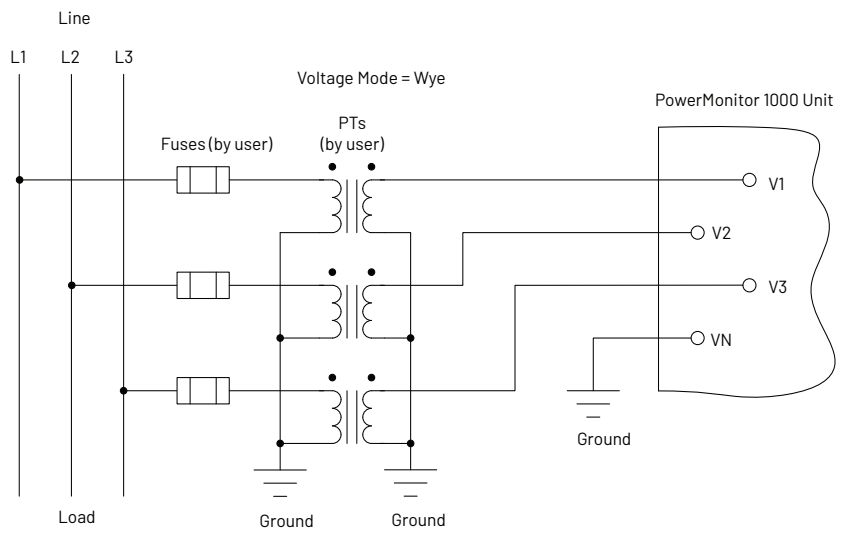 Line
L1
L2
L3
Voltage Mode = Wye
PowerMonitor 1000 Unit
PTs
(by user)
Fuses (by user)
V1
V2
V3
VN
Ground
Load
Ground
Ground